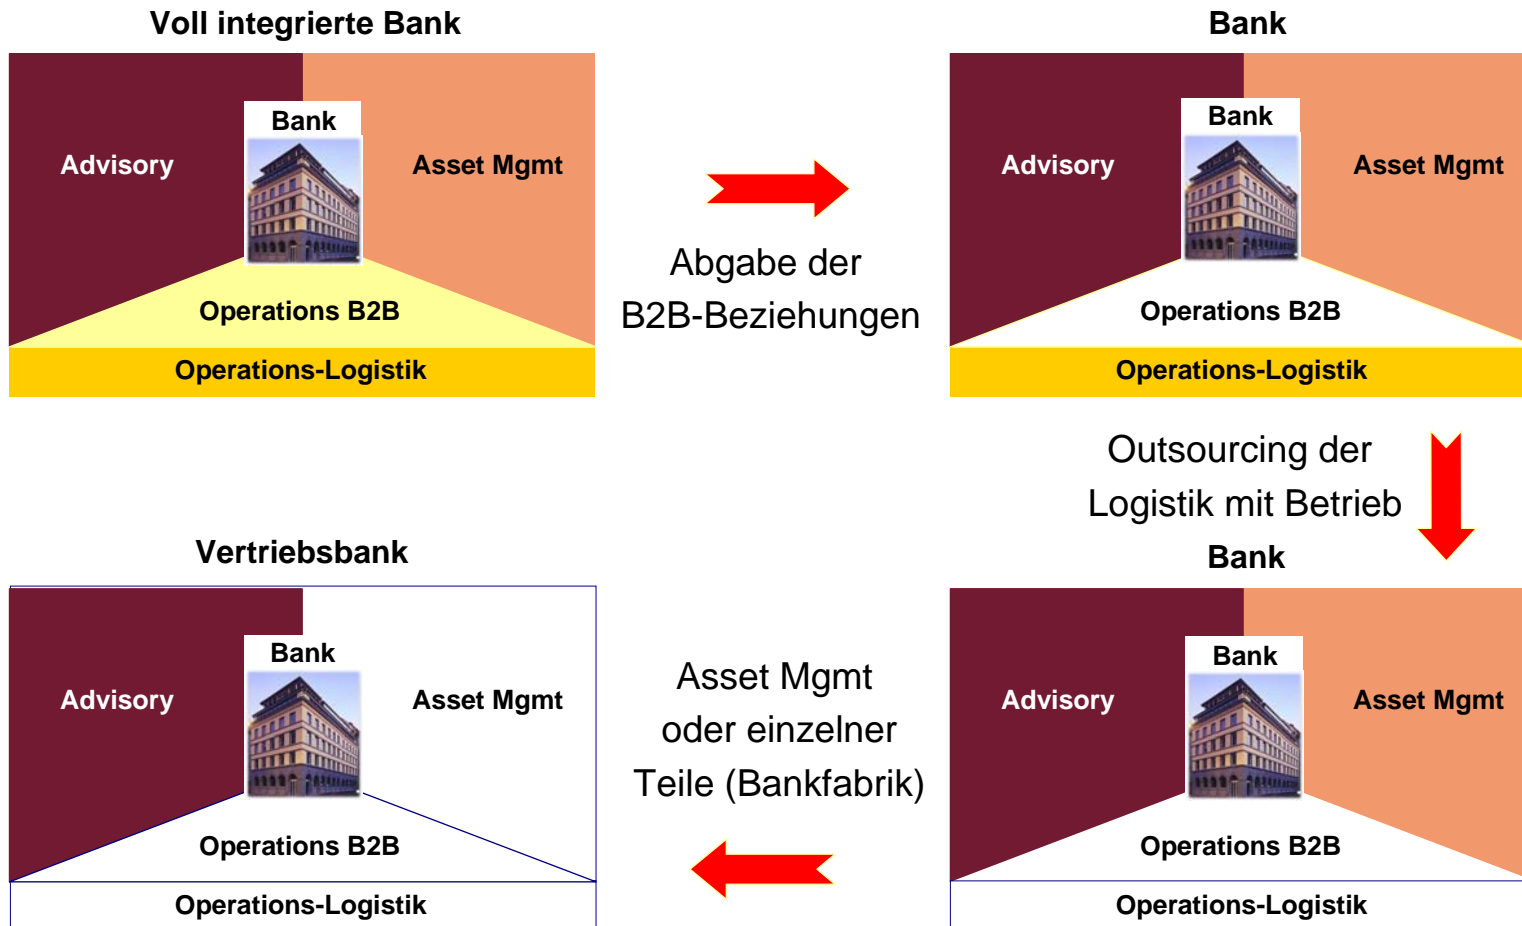 Voll integrierte Bank
Bank
Advisory
Asset Mgmt
Operations B2B
Operations-Logistik
Abgabe der
B2B-Beziehungen
Bank
Bank
Advisory
Asset Mgmt
Operations B2B
Operations-Logistik
Outsourcing der
Logistik mit Betrieb
Bank
Bank
Advisory
Asset Mgmt
Operations B2B
Operations-Logistik
Asset Mgmt
oder einzelner
Teile (Bankfabrik)
Vertriebsbank
Bank
Advisory
Asset Mgmt
Operations B2B
Operations-Logistik